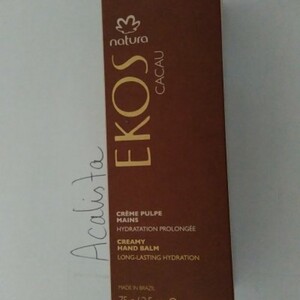 natura
EKOS
CACAU
CRÈME PULPE
MAINS
HYDRATATION PROLONGÉE
CREAMY
HAND BALM
LONG-LASTING HYDRATION
MADE IN BRAZIL
Acalista